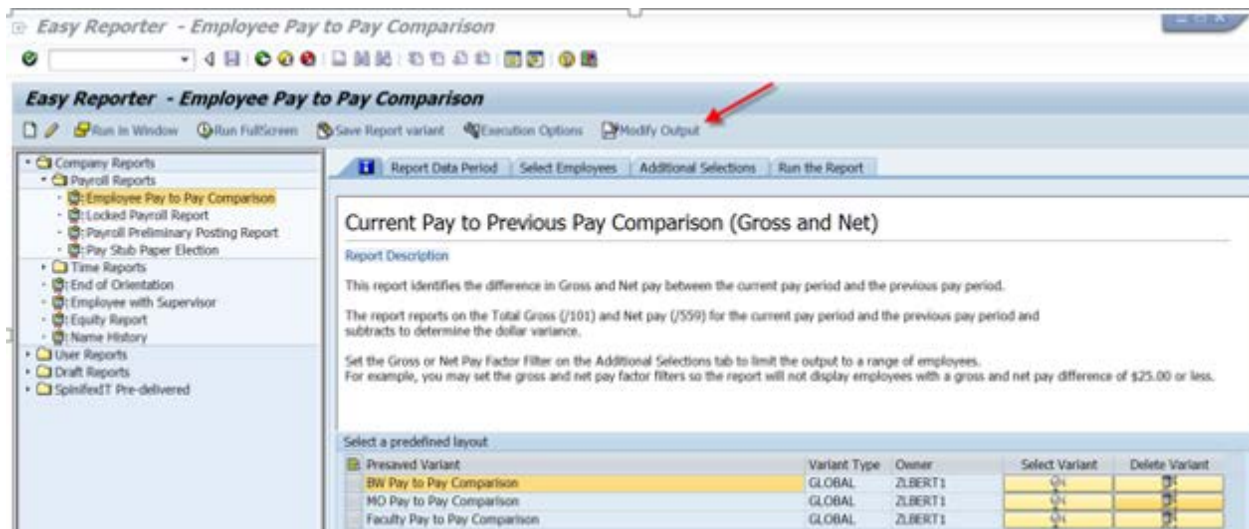 Easy Reporter - Employee Pay to Pay Comparison
Easy Reporter - Employee Pay to Pay Comparison
Run in Window Run FullScreen Save Report variant Execution Options Modify Output
Company Reports
Payroll Reports
Employee Pay to Pay Comparison
Locked Payroll Report
Payroll Preliminary Posting Report
Pay Stub Paper Election
Time Reports
End of Orientation
Employee with Supervisor
Equity Report
Name History
User Reports
Draft Reports
SpinifexIT Pre-delivered
Report Data Period Select Employees Additional Selections Run the Report
Current Pay to Previous Pay Comparison (Gross and Net)
Report Description
This report identifies the difference in Gross and Net pay between the current pay period and the previous pay period.
The report reports on the Total Gross (/101) and Net pay (/559) for the current pay period and the previous pay period and
subtracts to determine the dollar variance.
Set the Gross or Net Pay Factor Filter on the Additional Selections tab to limit the output to a range of employees.
For example, you may set the gross and net pay factor filters so the report will not display employees with a gross and net pay difference of $25.00 or less.
Select a predefined layout
Presaved Variant Variant Type Owner Select Variant Delete Variant
BW Pay to Pay Comparison GLOBAL ZLBERT1
MO Pay to Pay Comparison GLOBAL ZLBERT1
Faculty Pay to Pay Comparison GLOBAL ZLBERT1